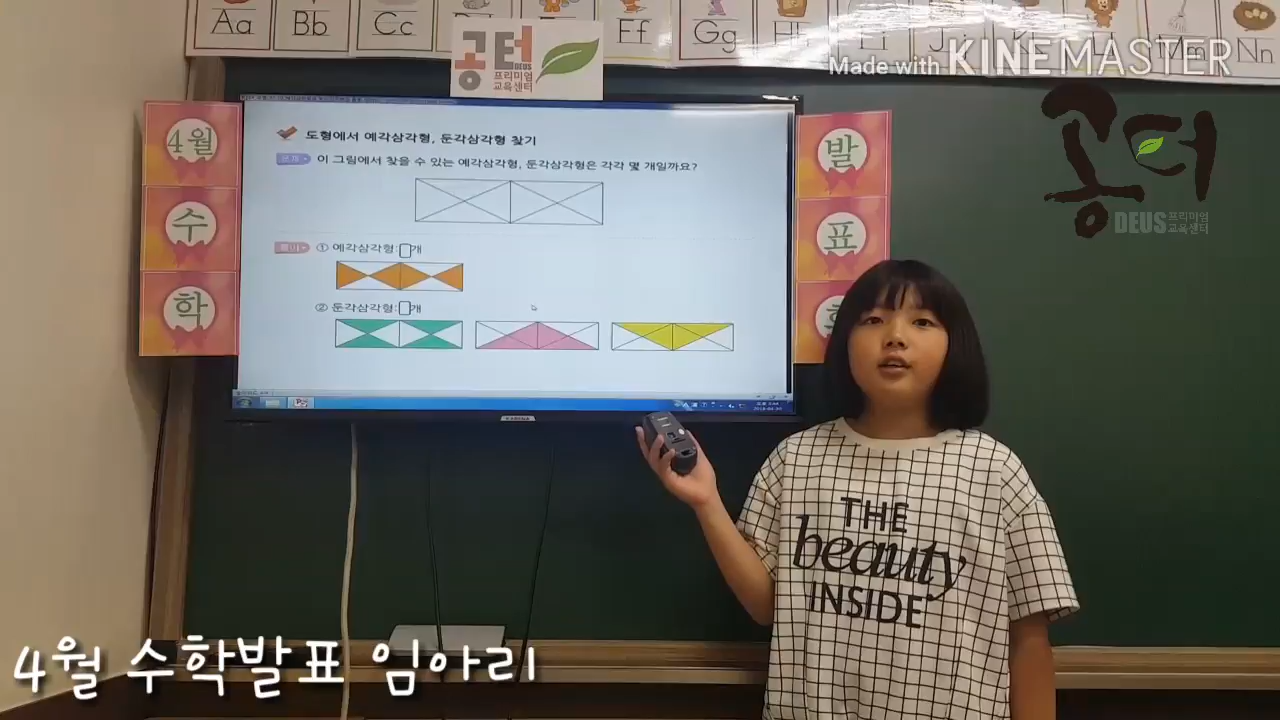 Aa Bb Cc Ff Gg Hh Nn
Made with KINEMASTER
공터
DEUS
프리미엄
교육센터
공터
DEUS 프리미엄
교육센터
4월
수
학
발
표
도형에서 예각삼각형, 둔각삼각형 찾기
문제 이 그림에서 찾을 수 있는 예각삼각형, 둔각삼각형은 각각 몇 개일까요?
풀이 ① 예각삼각형: 개
② 둔각삼각형: 개
THE
beauty
INSIDE
4월 수학발표 임아리